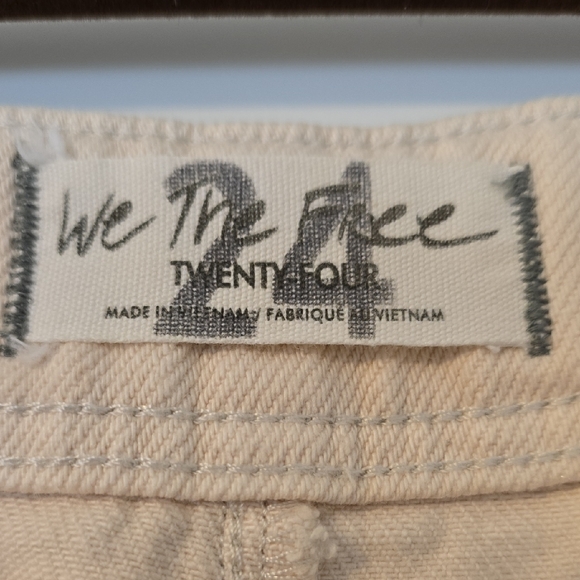 24
We The Free
TWENTY-FOUR
MADE IN VIETNAM / FABRIQUÉ AU VIETNAM